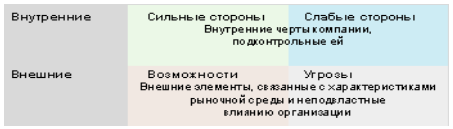 Внутренние
Сильные стороны Слабые стороны
Внутренние черты компании,
подконтрольные ей
Внешние
Возможности Угрозы
Внешние элементы, связанные с характеристиками
рыночной среды и неподвластные
влиянию организации